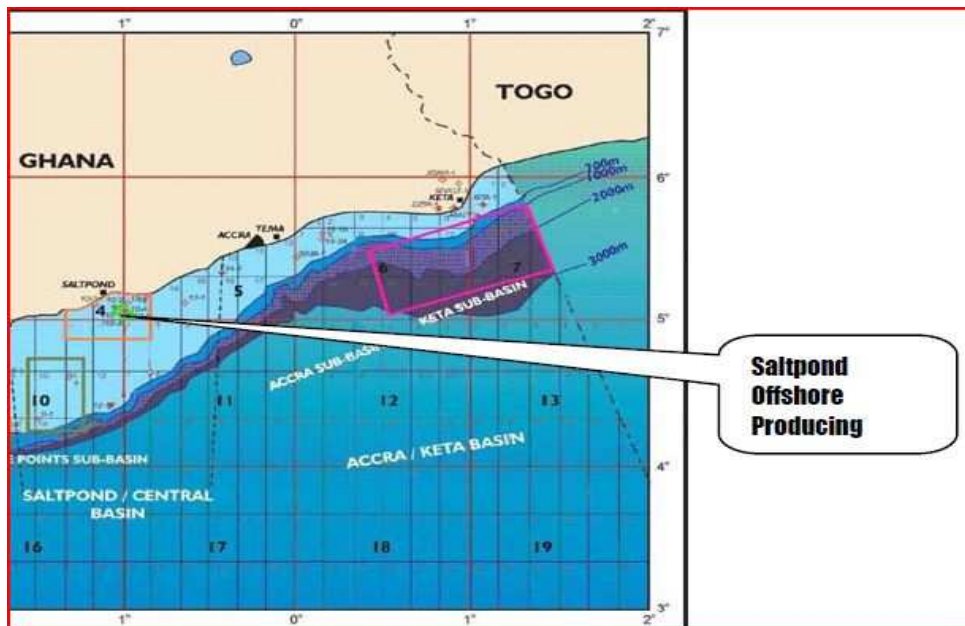 1° 0° 1° 2°
7°
TOGO
GHANA
6°
200m
1000m
2000m
KETA
TEMA
ACCRA
3000m
SALTPOND
6 7
5
KETA SUB-BASIN
4
5°
ACCRA SUB-BASIN
Saltpond
Offshore
Producing
10 11 12 13
ACCRA / KETA BASIN
E POINTS SUB-BASIN
4°
SALTPOND / CENTRAL
BASIN
16 17 18 19
3°
1° 0° 1° 2°